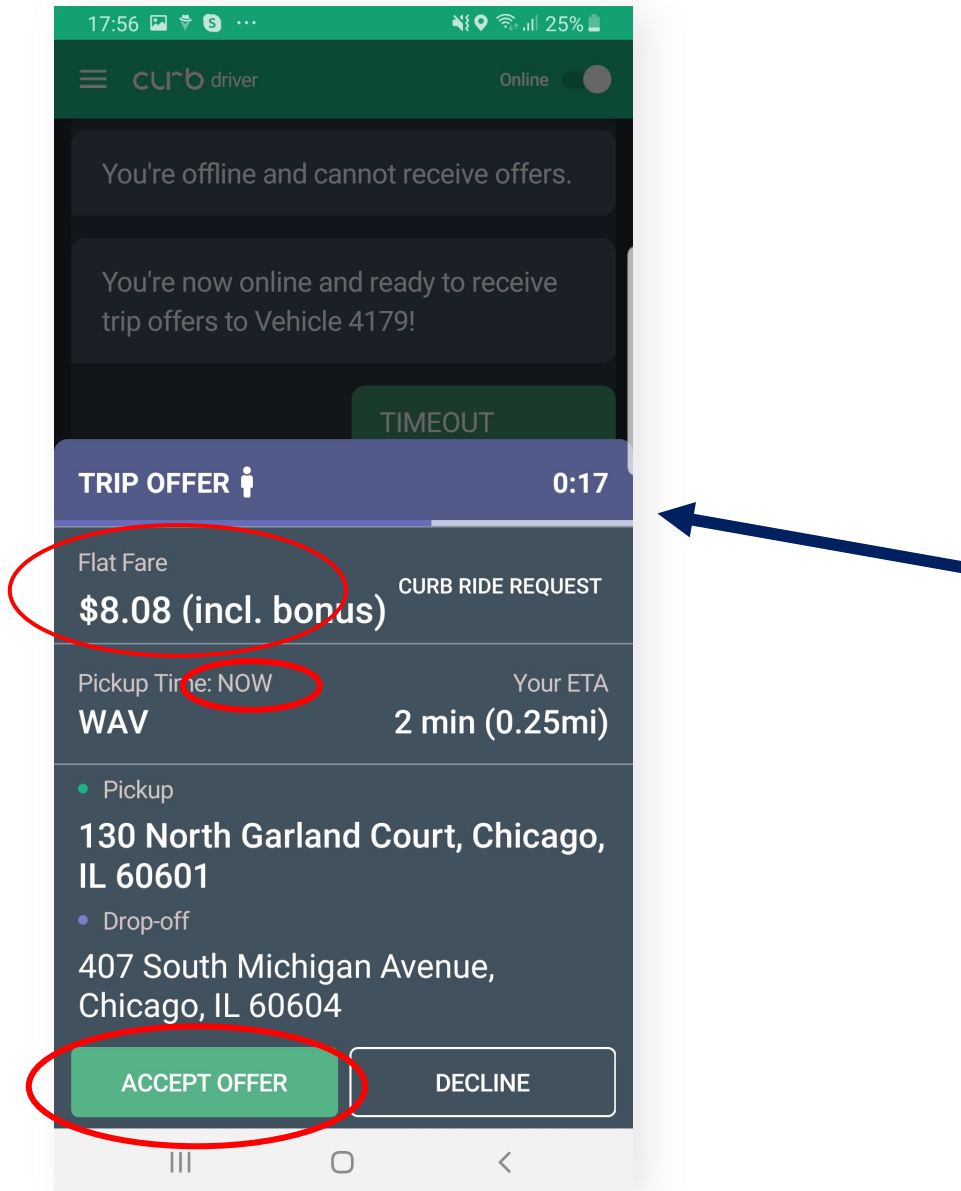 17:56 S 25%
curb driver Online
You're offline and cannot receive offers.
You're now online and ready to receive
trip offers to Vehicle 4179!
TIMEOUT
TRIP OFFER 0:17
Flat Fare
$8.08 (incl. bonus) CURB RIDE REQUEST
Pickup Time: NOW Your ETA
WAV 2 min (0.25mi)
Pickup
130 North Garland Court, Chicago,
IL 60601
Drop-off
407 South Michigan Avenue,
Chicago, IL 60604
ACCEPT OFFER DECLINE